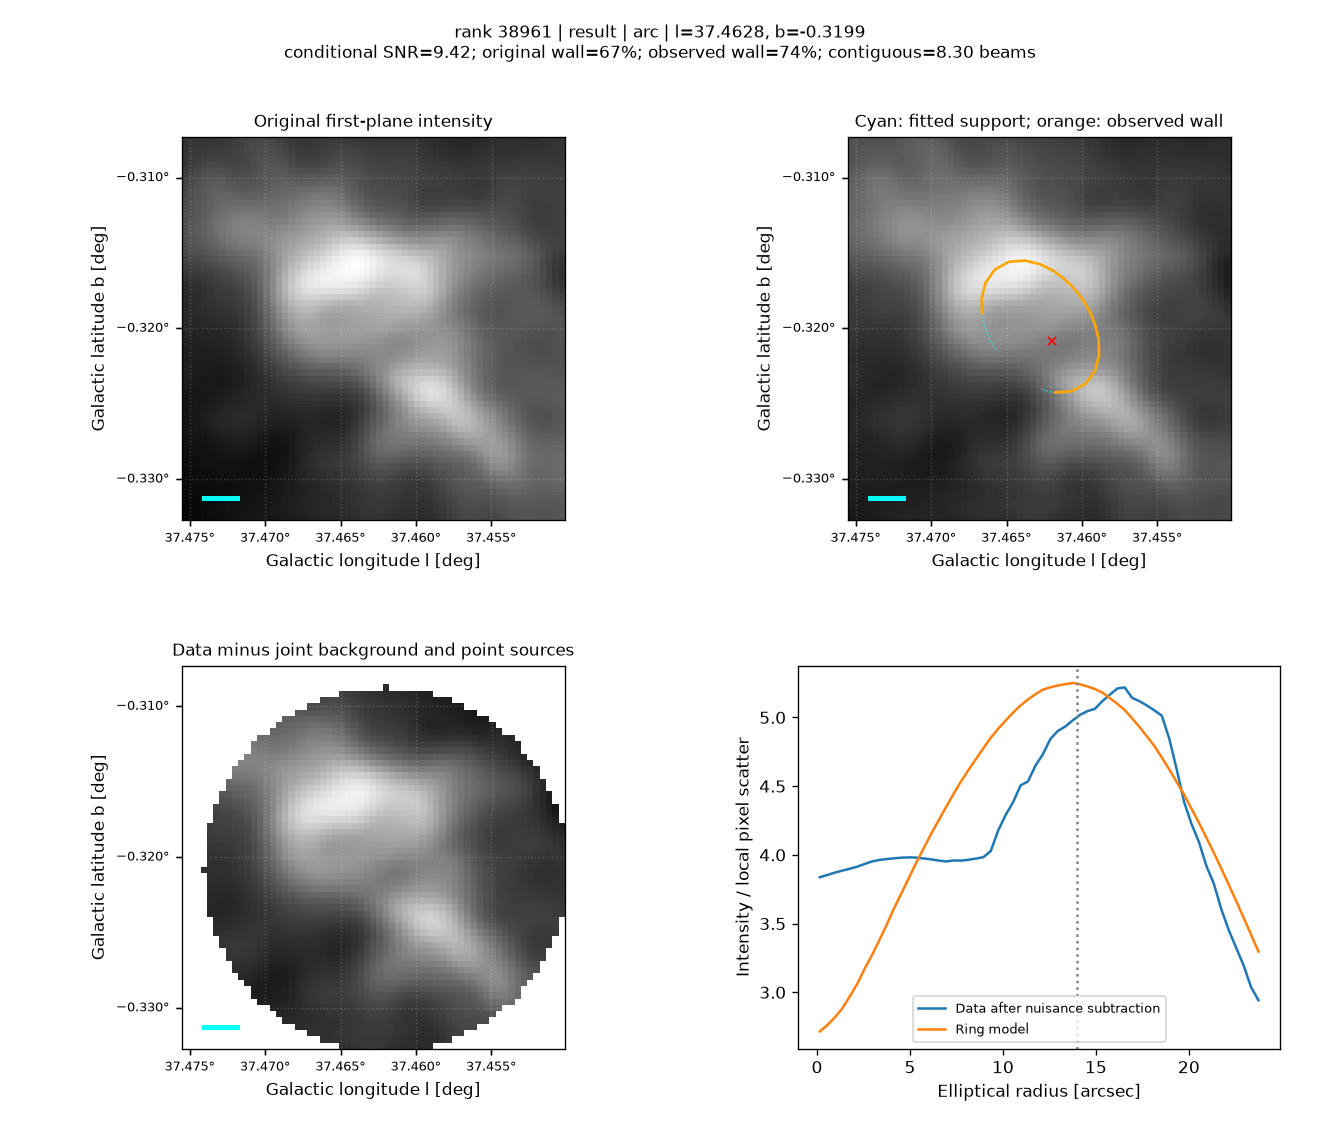 rank 38961 | result | arc | l=37.4628, b=-0.3199
conditional SNR=9.42; original wall=67%; observed wall=74%; contiguous=8.30 beams
Original first-plane intensity
−0.310°
−0.320°
−0.330°
37.475°
37.470°
37.465°
37.460°
37.455°
Galactic longitude l [deg]
Galactic latitude b [deg]
Cyan: fitted support; orange: observed wall
−0.310°
−0.320°
−0.330°
37.475°
37.470°
37.465°
37.460°
37.455°
Galactic longitude l [deg]
Galactic latitude b [deg]
Data minus joint background and point sources
−0.310°
−0.320°
−0.330°
37.475°
37.470°
37.465°
37.460°
37.455°
Galactic longitude l [deg]
Galactic latitude b [deg]
5.0
4.5
4.0
3.5
3.0
0
5
10
15
20
Elliptical radius [arcsec]
Intensity / local pixel scatter
Data after nuisance subtraction
Ring model